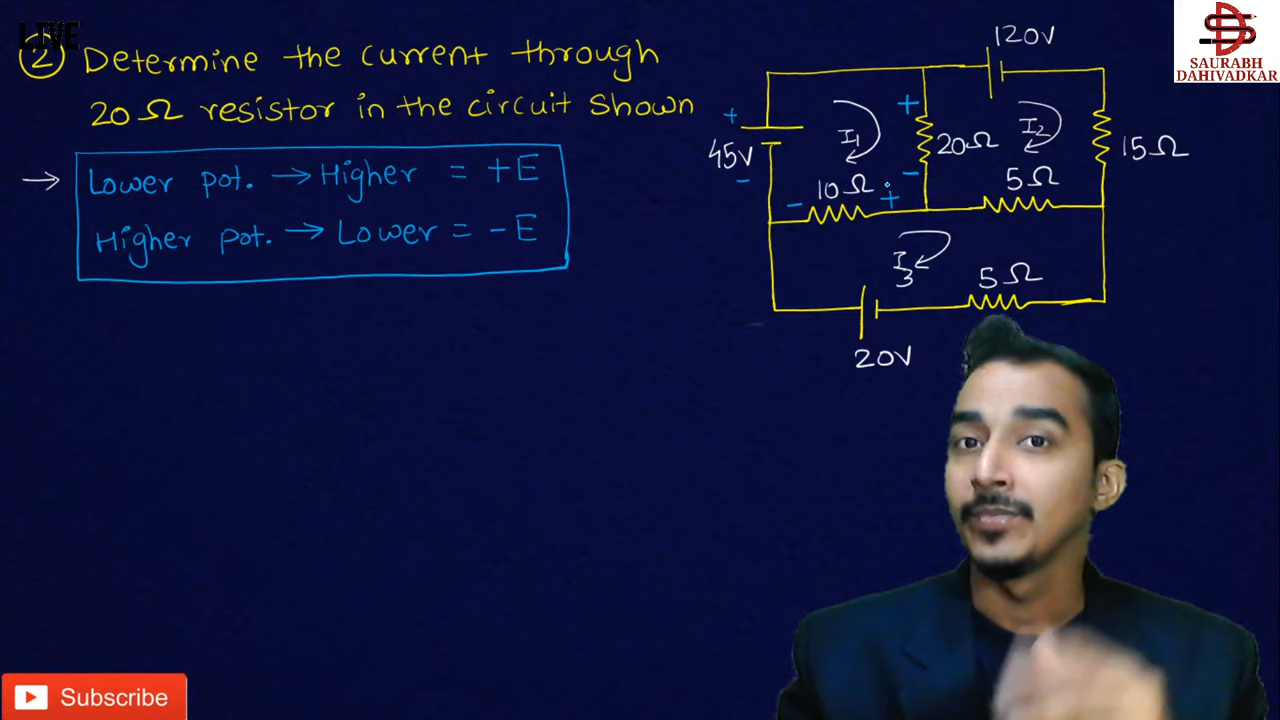 LIVE
② Determine the current through
20Ω resistor in the circuit shown
→ Lower pot. → Higher = +E
Higher pot. → Lower = - E
120V
+
45V
-
I1
+
20Ω
-
I2
15Ω
- 10Ω +
5Ω
I3
5Ω
20V
SAURABH
DAHIVADKAR
Subscribe